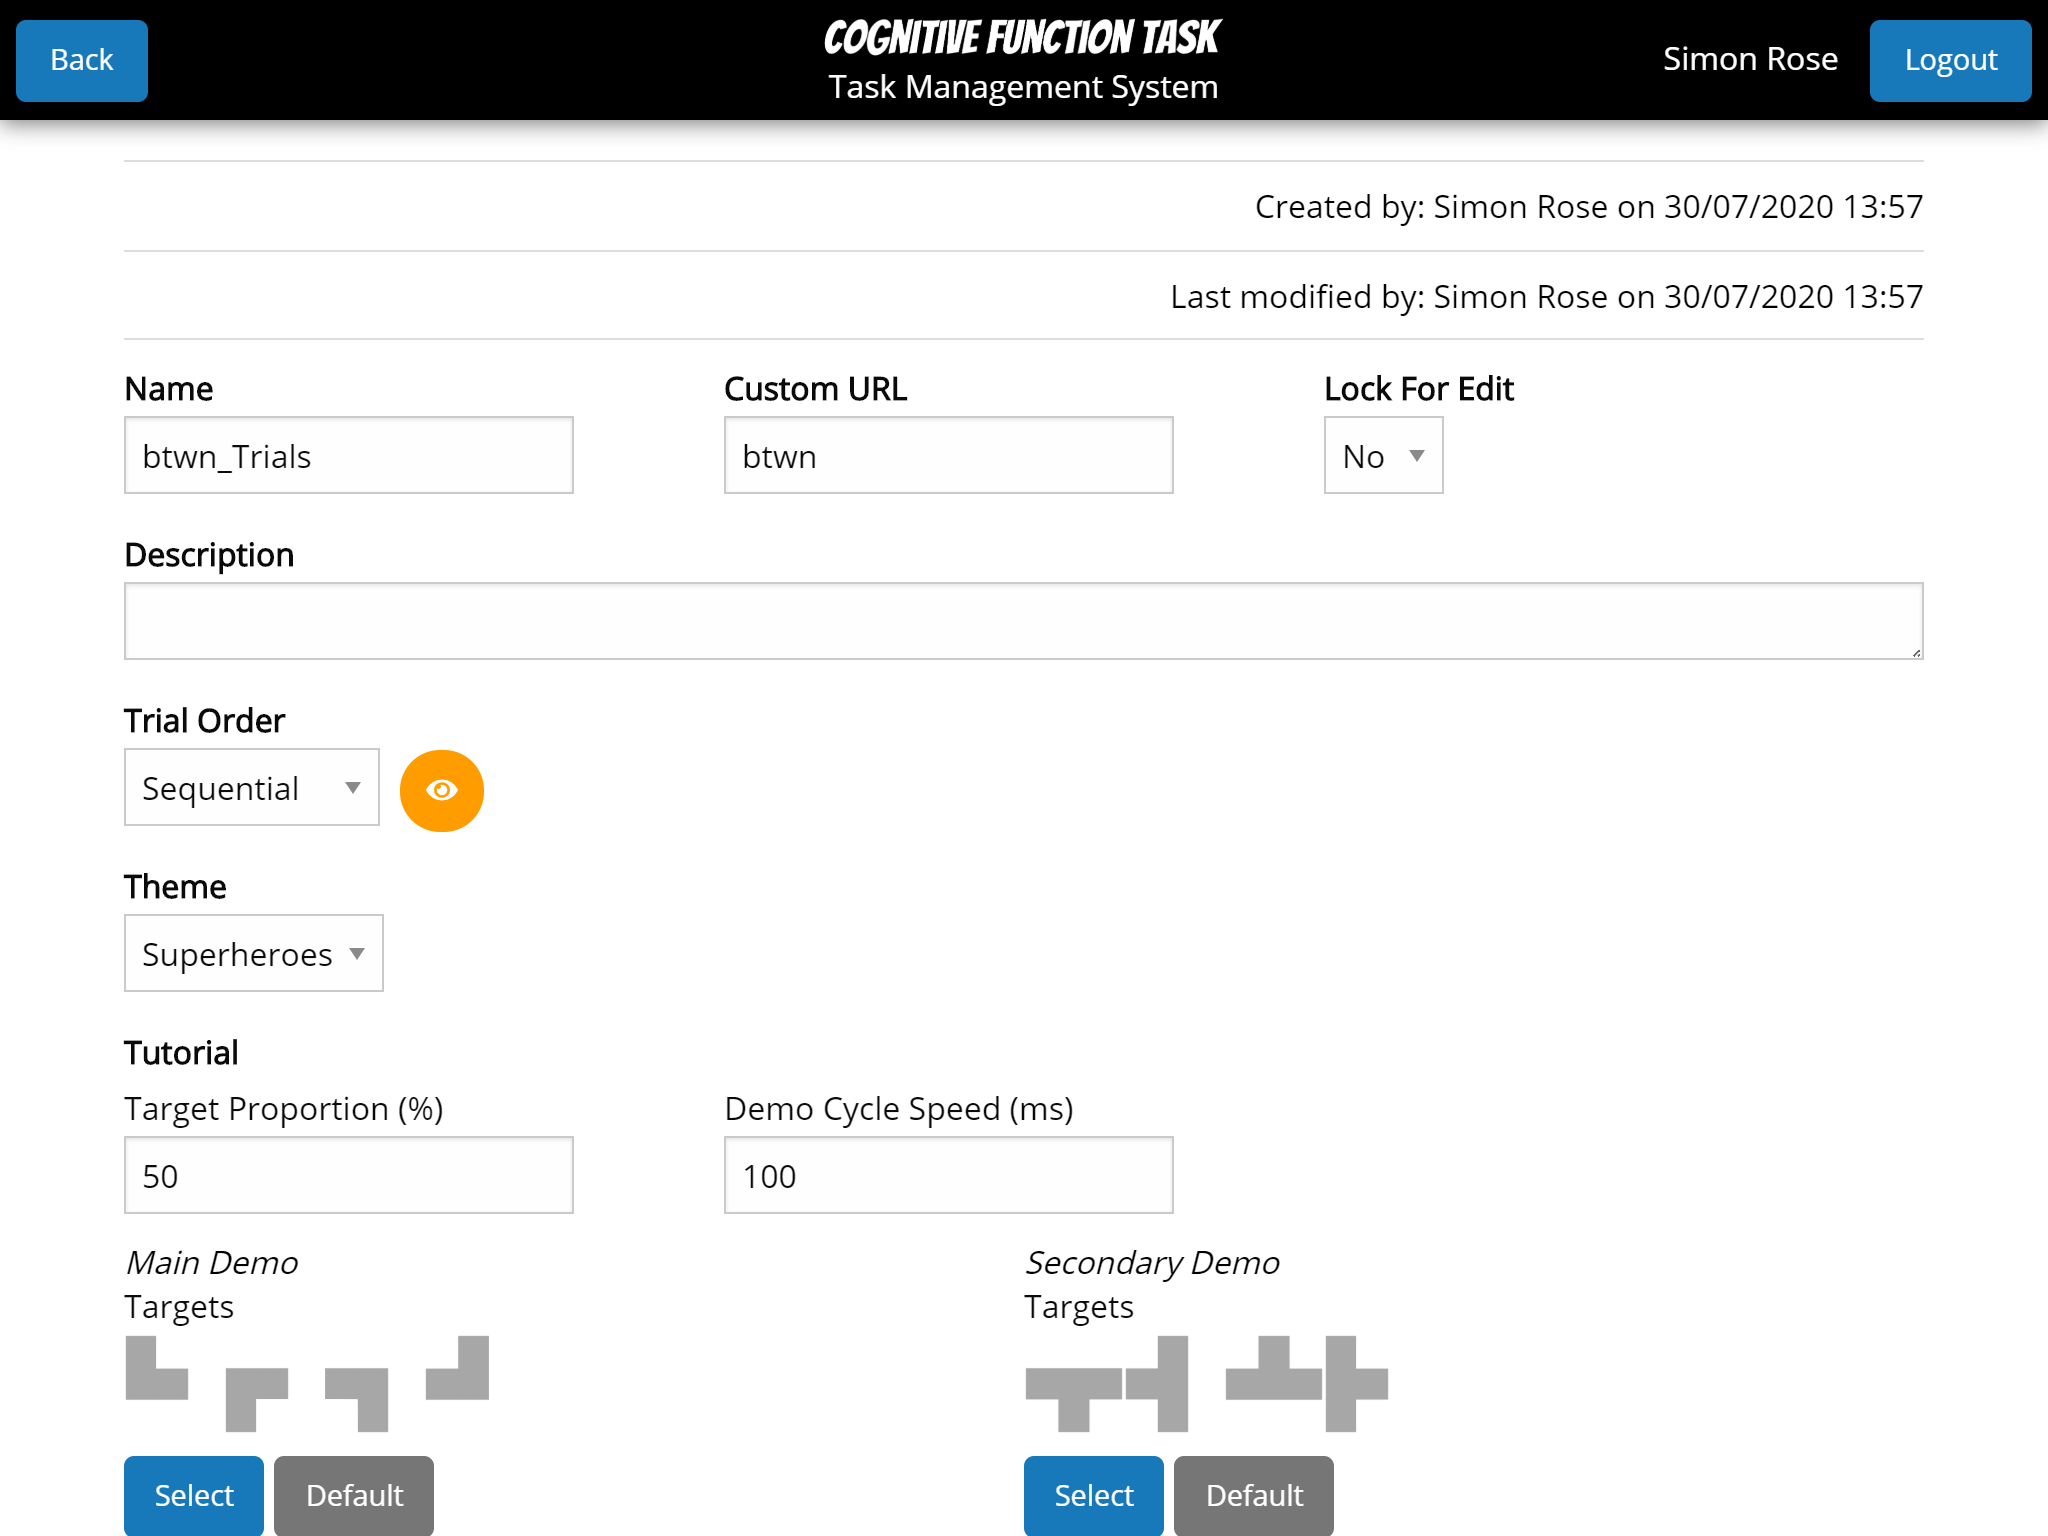 Back
COGNITIVE FUNCTION TASK
Task Management System
Simon Rose
Logout
Created by: Simon Rose on 30/07/2020 13:57
Last modified by: Simon Rose on 30/07/2020 13:57
Name
Custom URL
Lock For Edit
btwn_Trials
btwn
No
Description
Trial Order
Sequential
Theme
Superheroes
Tutorial
Target Proportion (%)
Demo Cycle Speed (ms)
50
100
Main Demo
Secondary Demo
Targets
Targets
Select
Default
Select
Default